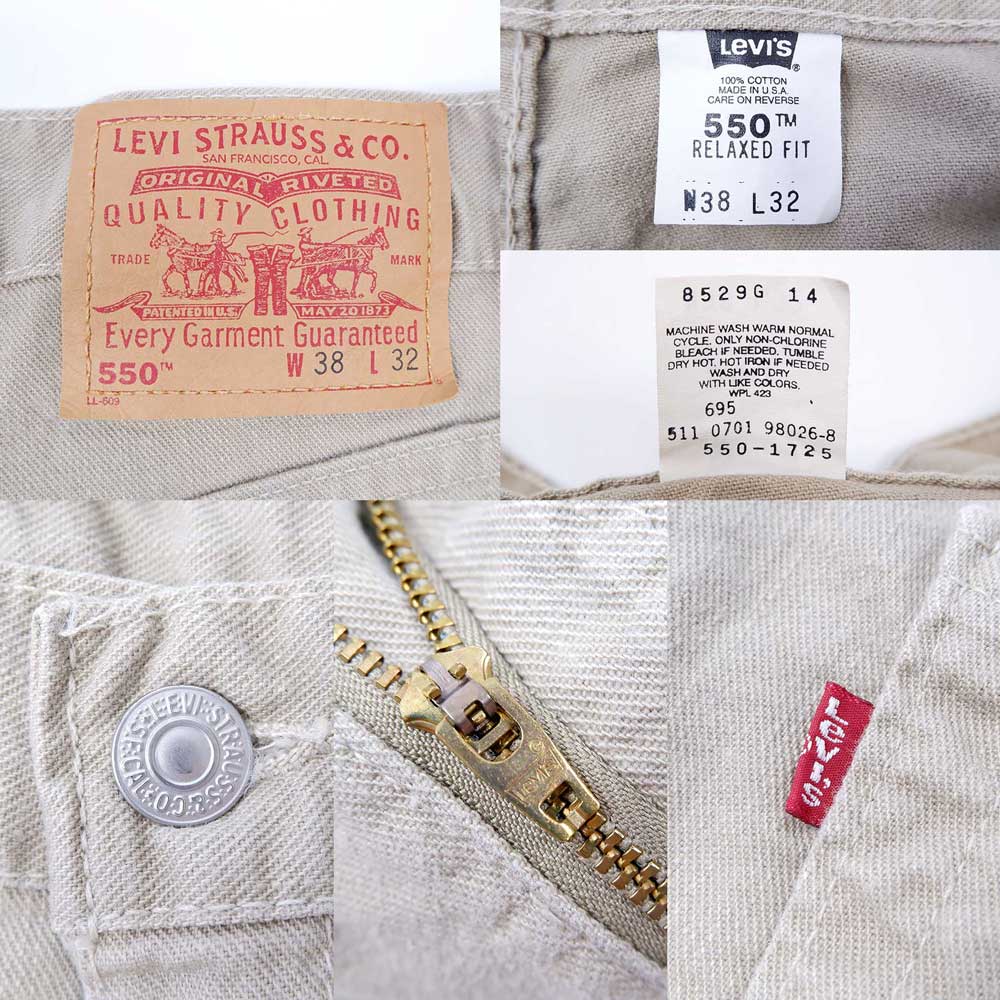 LEVI STRAUSS & CO.
SAN FRANCISCO, CAL.
ORIGINAL RIVETED
QUALITY CLOTHING
TRADE MARK
PATENTED IN U.S. MAY 20 1873
Every Garment Guaranteed
550™ W 38 L 32
LL-609
LEVI'S®
100% COTTON
MADE IN U.S.A.
CARE ON REVERSE
550™
RELAXED FIT
W38 L32
8529G 14
MACHINE WASH WARM NORMAL
CYCLE. ONLY NON-CHLORINE
BLEACH IF NEEDED. TUMBLE
DRY HOT. HOT IRON IF NEEDED
WASH AND DRY
WITH LIKE COLORS.
WPL 423
695
511 0701 98026-8
550-1725
LEVI STRAUSS & CO. S.F. CAL
LEVI'S
LEVI'S